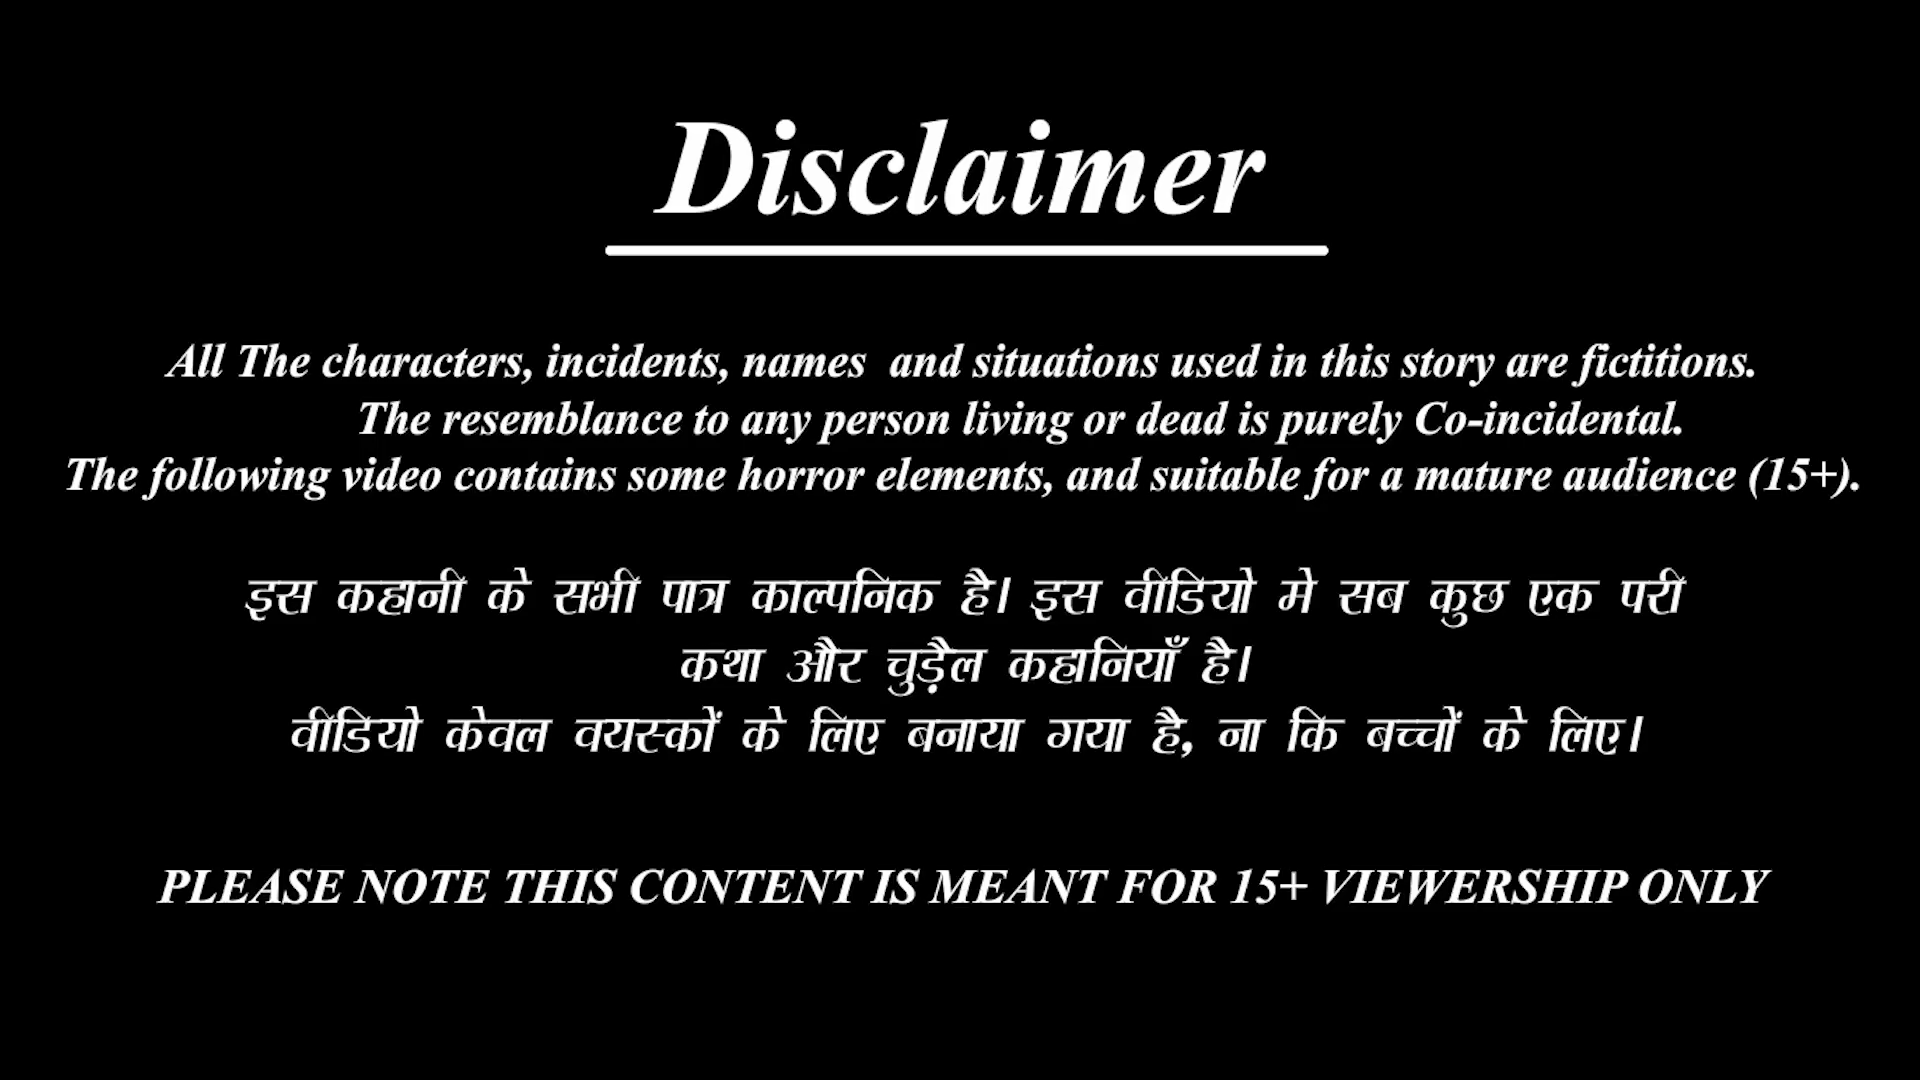 Disclaimer
All The characters, incidents, names and situations used in this story are fictitions.
The resemblance to any person living or dead is purely Co-incidental.
The following video contains some horror elements, and suitable for a mature audience (15+).
इस कहानी के सभी पात्र काल्पनिक है। इस वीडियो मे सब कुछ एक परी
कथा और चुड़ैल कहानियाँ है।
वीडियो केवल वयस्कों के लिए बनाया गया है, ना कि बच्चों के लिए।
PLEASE NOTE THIS CONTENT IS MEANT FOR 15+ VIEWERSHIP ONLY